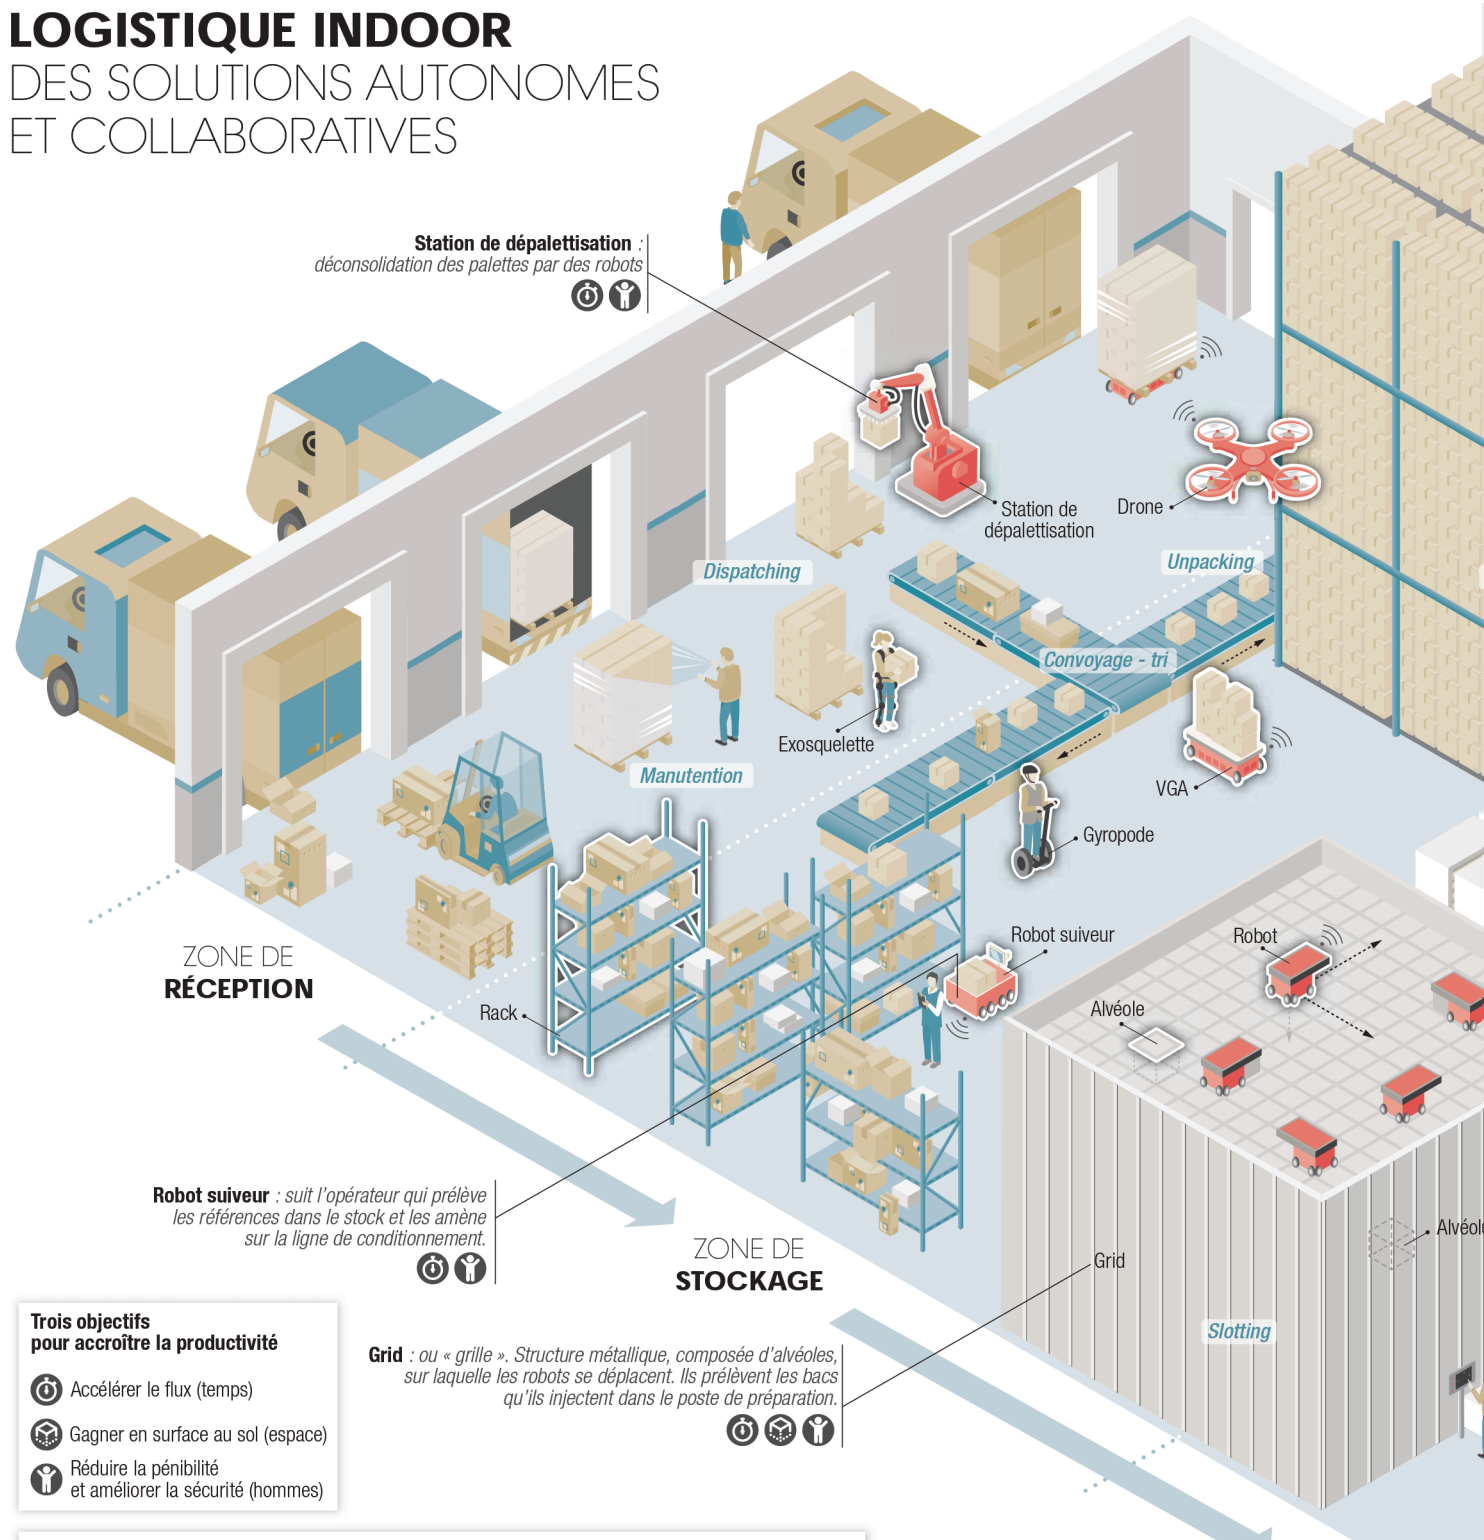 LOGISTIQUE INDOOR
DES SOLUTIONS AUTONOMES
ET COLLABORATIVES
Station de dépalettisation :
déconsolidation des palettes par des robots
Station de
dépalettisation
Drone
Dispatching
Unpacking
Convoyage - tri
Exosquelette
Manutention
VGA
Gyropode
ZONE DE
RÉCEPTION
Rack
Robot suiveur
Robot
Alvéole
Robot suiveur : suit l'opérateur qui prélève
les références dans le stock et les amène
sur la ligne de conditionnement.
ZONE DE
STOCKAGE
Grid
Alvéol
Slotting
Trois objectifs
pour accroître la productivité
Accélérer le flux (temps)
Gagner en surface au sol (espace)
Réduire la pénibilité
et améliorer la sécurité (hommes)
Grid : ou « grille ». Structure métallique, composée d'alvéoles,
sur laquelle les robots se déplacent. Ils prélèvent les bacs
qu'ils injectent dans le poste de préparation.